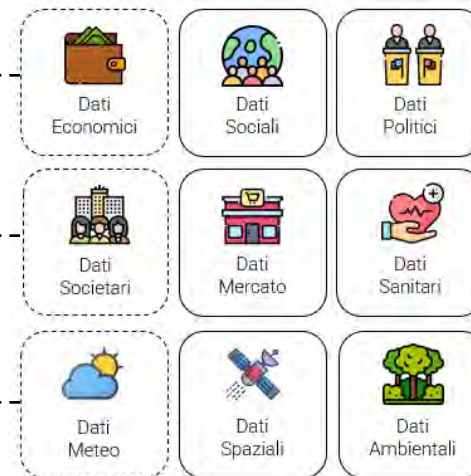 Dati
Economici
Dati
Sociali
Dati
Politici
Dati
Societari
Dati
Mercato
Dati
Sanitari
Dati
Meteo
Dati
Spaziali
Dati
Ambientali